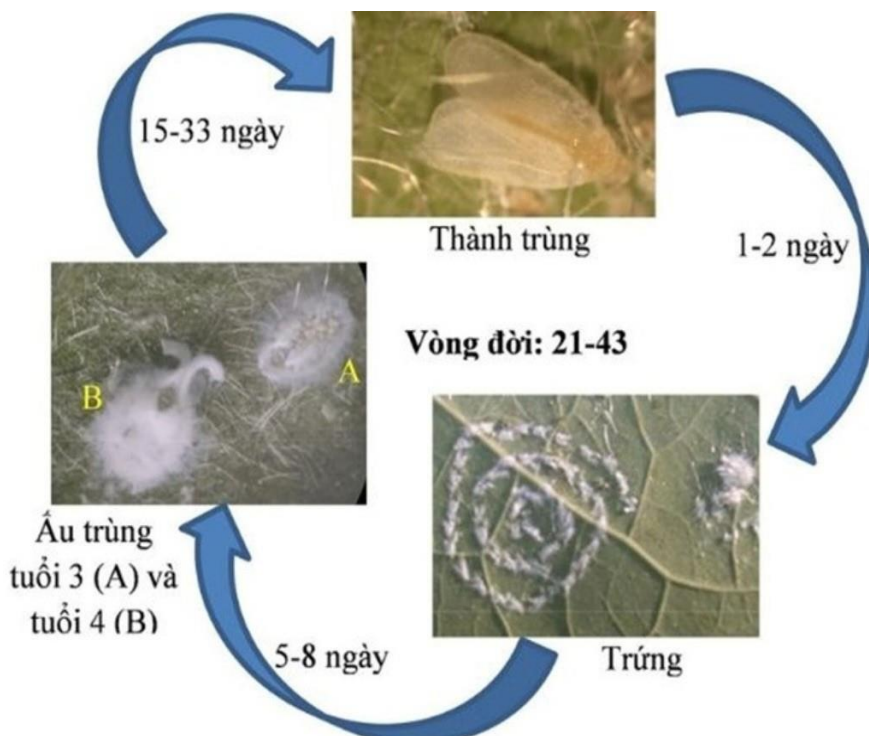 15-33 ngày
Thành trùng
1-2 ngày
Vòng đời: 21-43
A
B
Ấu trùng
tuổi 3 (A) và
tuổi 4 (B)
5-8 ngày
Trứng